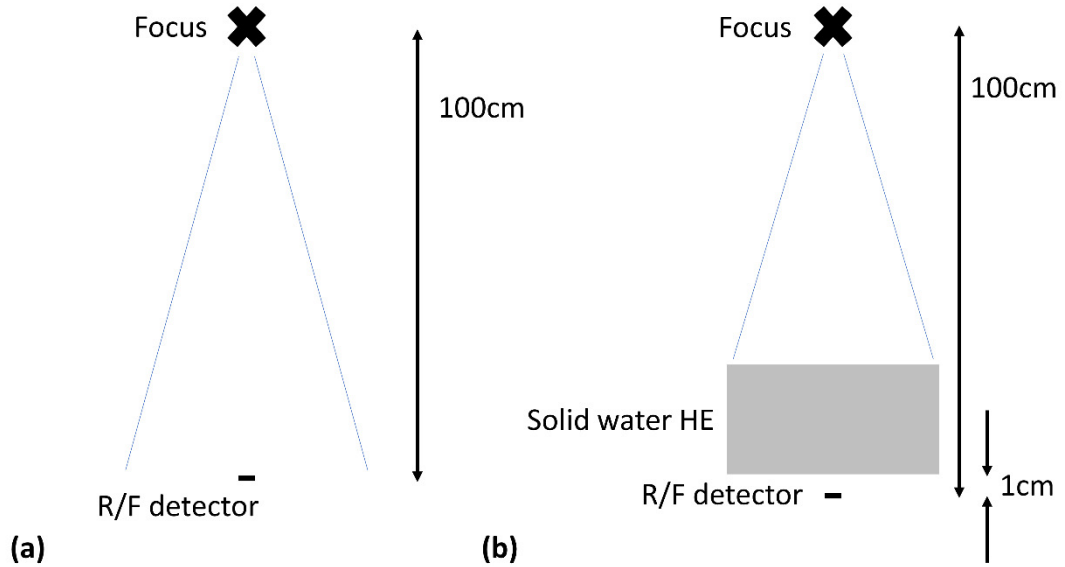 Focus
100cm
R/F detector
(a)
Focus
100cm
Solid water HE
R/F detector
1cm
(b)